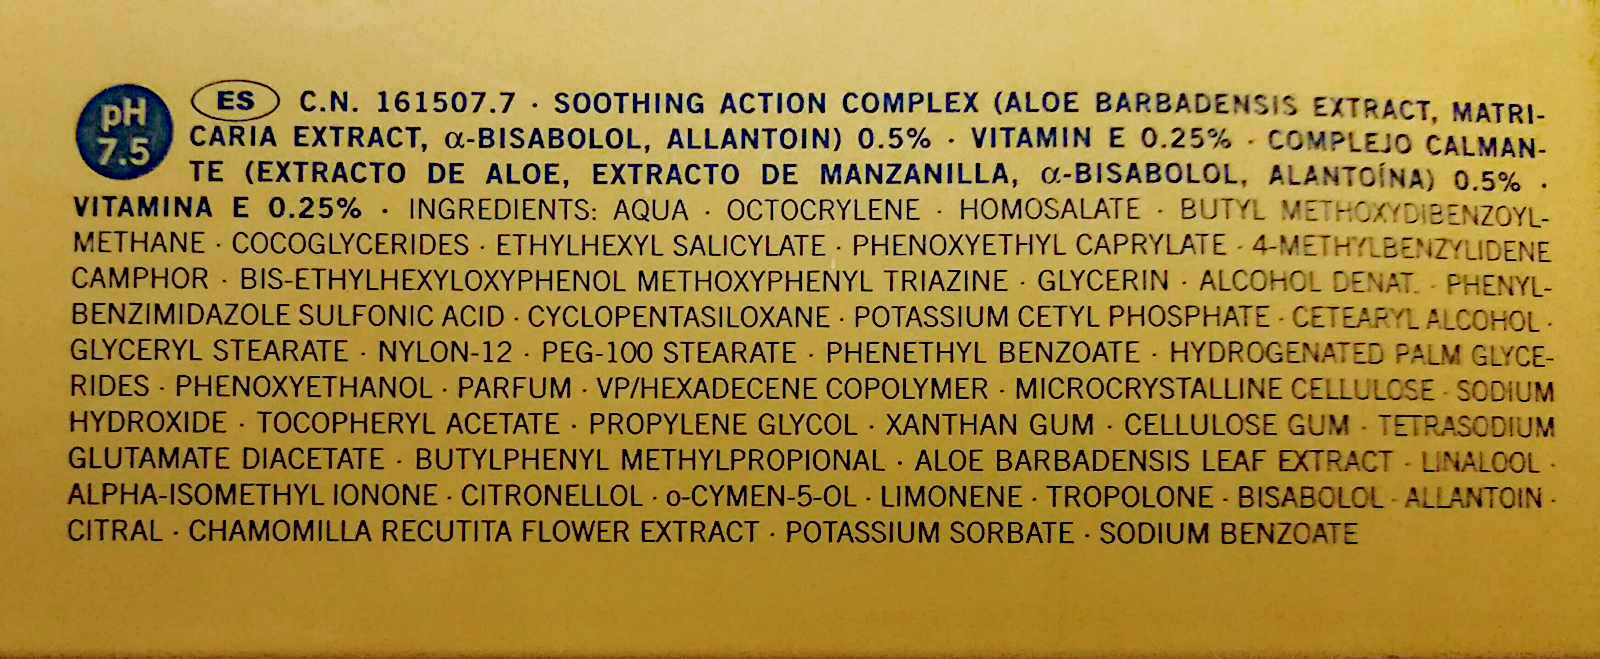 pH
7.5
ES C.N. 161507.7 · SOOTHING ACTION COMPLEX (ALOE BARBADENSIS EXTRACT, MATRI-
CARIA EXTRACT, α-BISABOLOL, ALLANTOIN) 0.5% · VITAMIN E 0.25% · COMPLEJO CALMAN-
TE (EXTRACTO DE ALOE, EXTRACTO DE MANZANILLA, α-BISABOLOL, ALANTOÍNA) 0.5% ·
VITAMINA E 0.25% · INGREDIENTS: AQUA · OCTOCRYLENE · HOMOSALATE · BUTYL METHOXYDIBENZOYL-
METHANE · COCOGLYCERIDES · ETHYLHEXYL SALICYLATE · PHENOXYETHYL CAPRYLATE · 4-METHYLBENZYLIDENE
CAMPHOR · BIS-ETHYLHEXYLOXYPHENOL METHOXYPHENYL TRIAZINE · GLYCERIN · ALCOHOL DENAT. · PHENYL-
BENZIMIDAZOLE SULFONIC ACID · CYCLOPENTASILOXANE · POTASSIUM CETYL PHOSPHATE · CETEARYL ALCOHOL ·
GLYCERYL STEARATE · NYLON-12 · PEG-100 STEARATE · PHENETHYL BENZOATE · HYDROGENATED PALM GLYCE-
RIDES · PHENOXYETHANOL · PARFUM · VP/HEXADECENE COPOLYMER · MICROCRYSTALLINE CELLULOSE · SODIUM
HYDROXIDE · TOCOPHERYL ACETATE · PROPYLENE GLYCOL · XANTHAN GUM · CELLULOSE GUM · TETRASODIUM
GLUTAMATE DIACETATE · BUTYLPHENYL METHYLPROPIONAL · ALOE BARBADENSIS LEAF EXTRACT · LINALOOL ·
ALPHA-ISOMETHYL IONONE · CITRONELLOL · o-CYMEN-5-OL · LIMONENE · TROPOLONE · BISABOLOL · ALLANTOIN ·
CITRAL · CHAMOMILLA RECUTITA FLOWER EXTRACT · POTASSIUM SORBATE · SODIUM BENZOATE